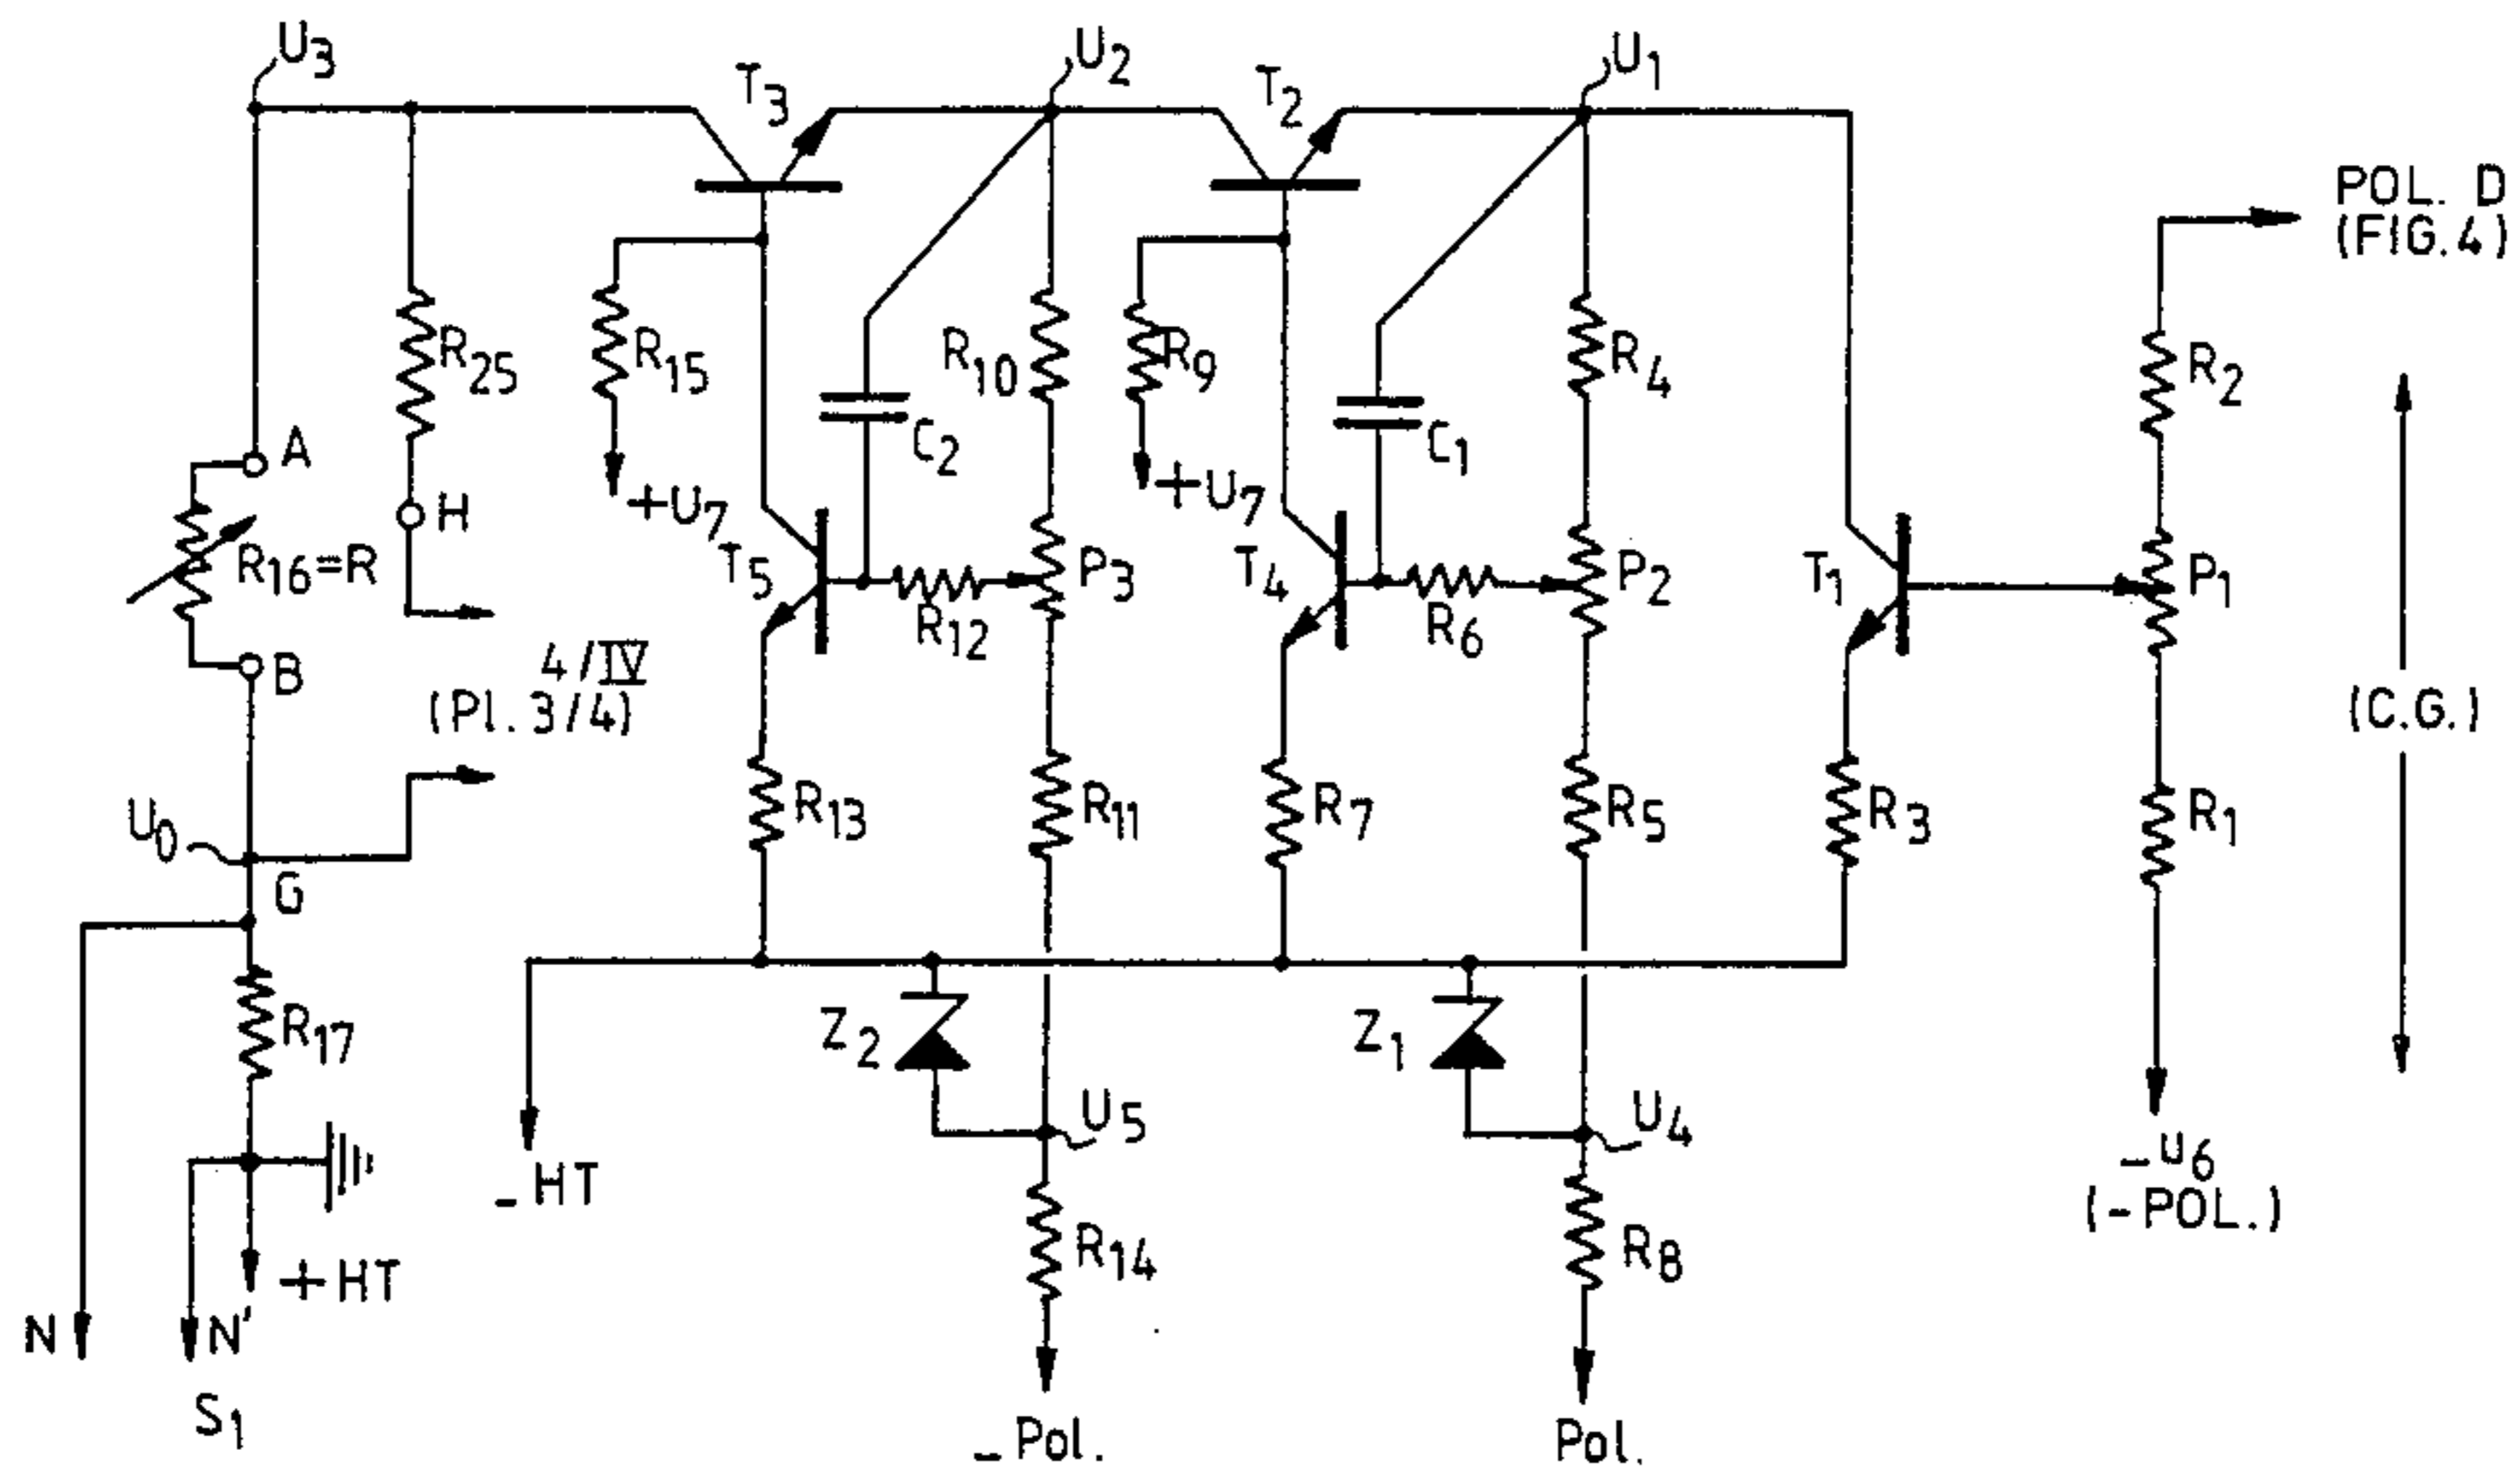 U3
T3
U2
T2
U1
POL. D
(FIG.4)
R25
R15
R10
R9
R4
R2
A
C2
C1
H
+U7
+U7
R16=R
T5
P3
T4
P2
T1
P1
R12
R6
B
4/IV
(Pl.3/4)
(C.G.)
U0
R13
R11
R7
R5
R3
R1
G
R17
Z2
Z1
U5
U4
-HT
-u6
(-POL.)
+HT
R14
R8
N
N'
S1
-Pol.
Pol.